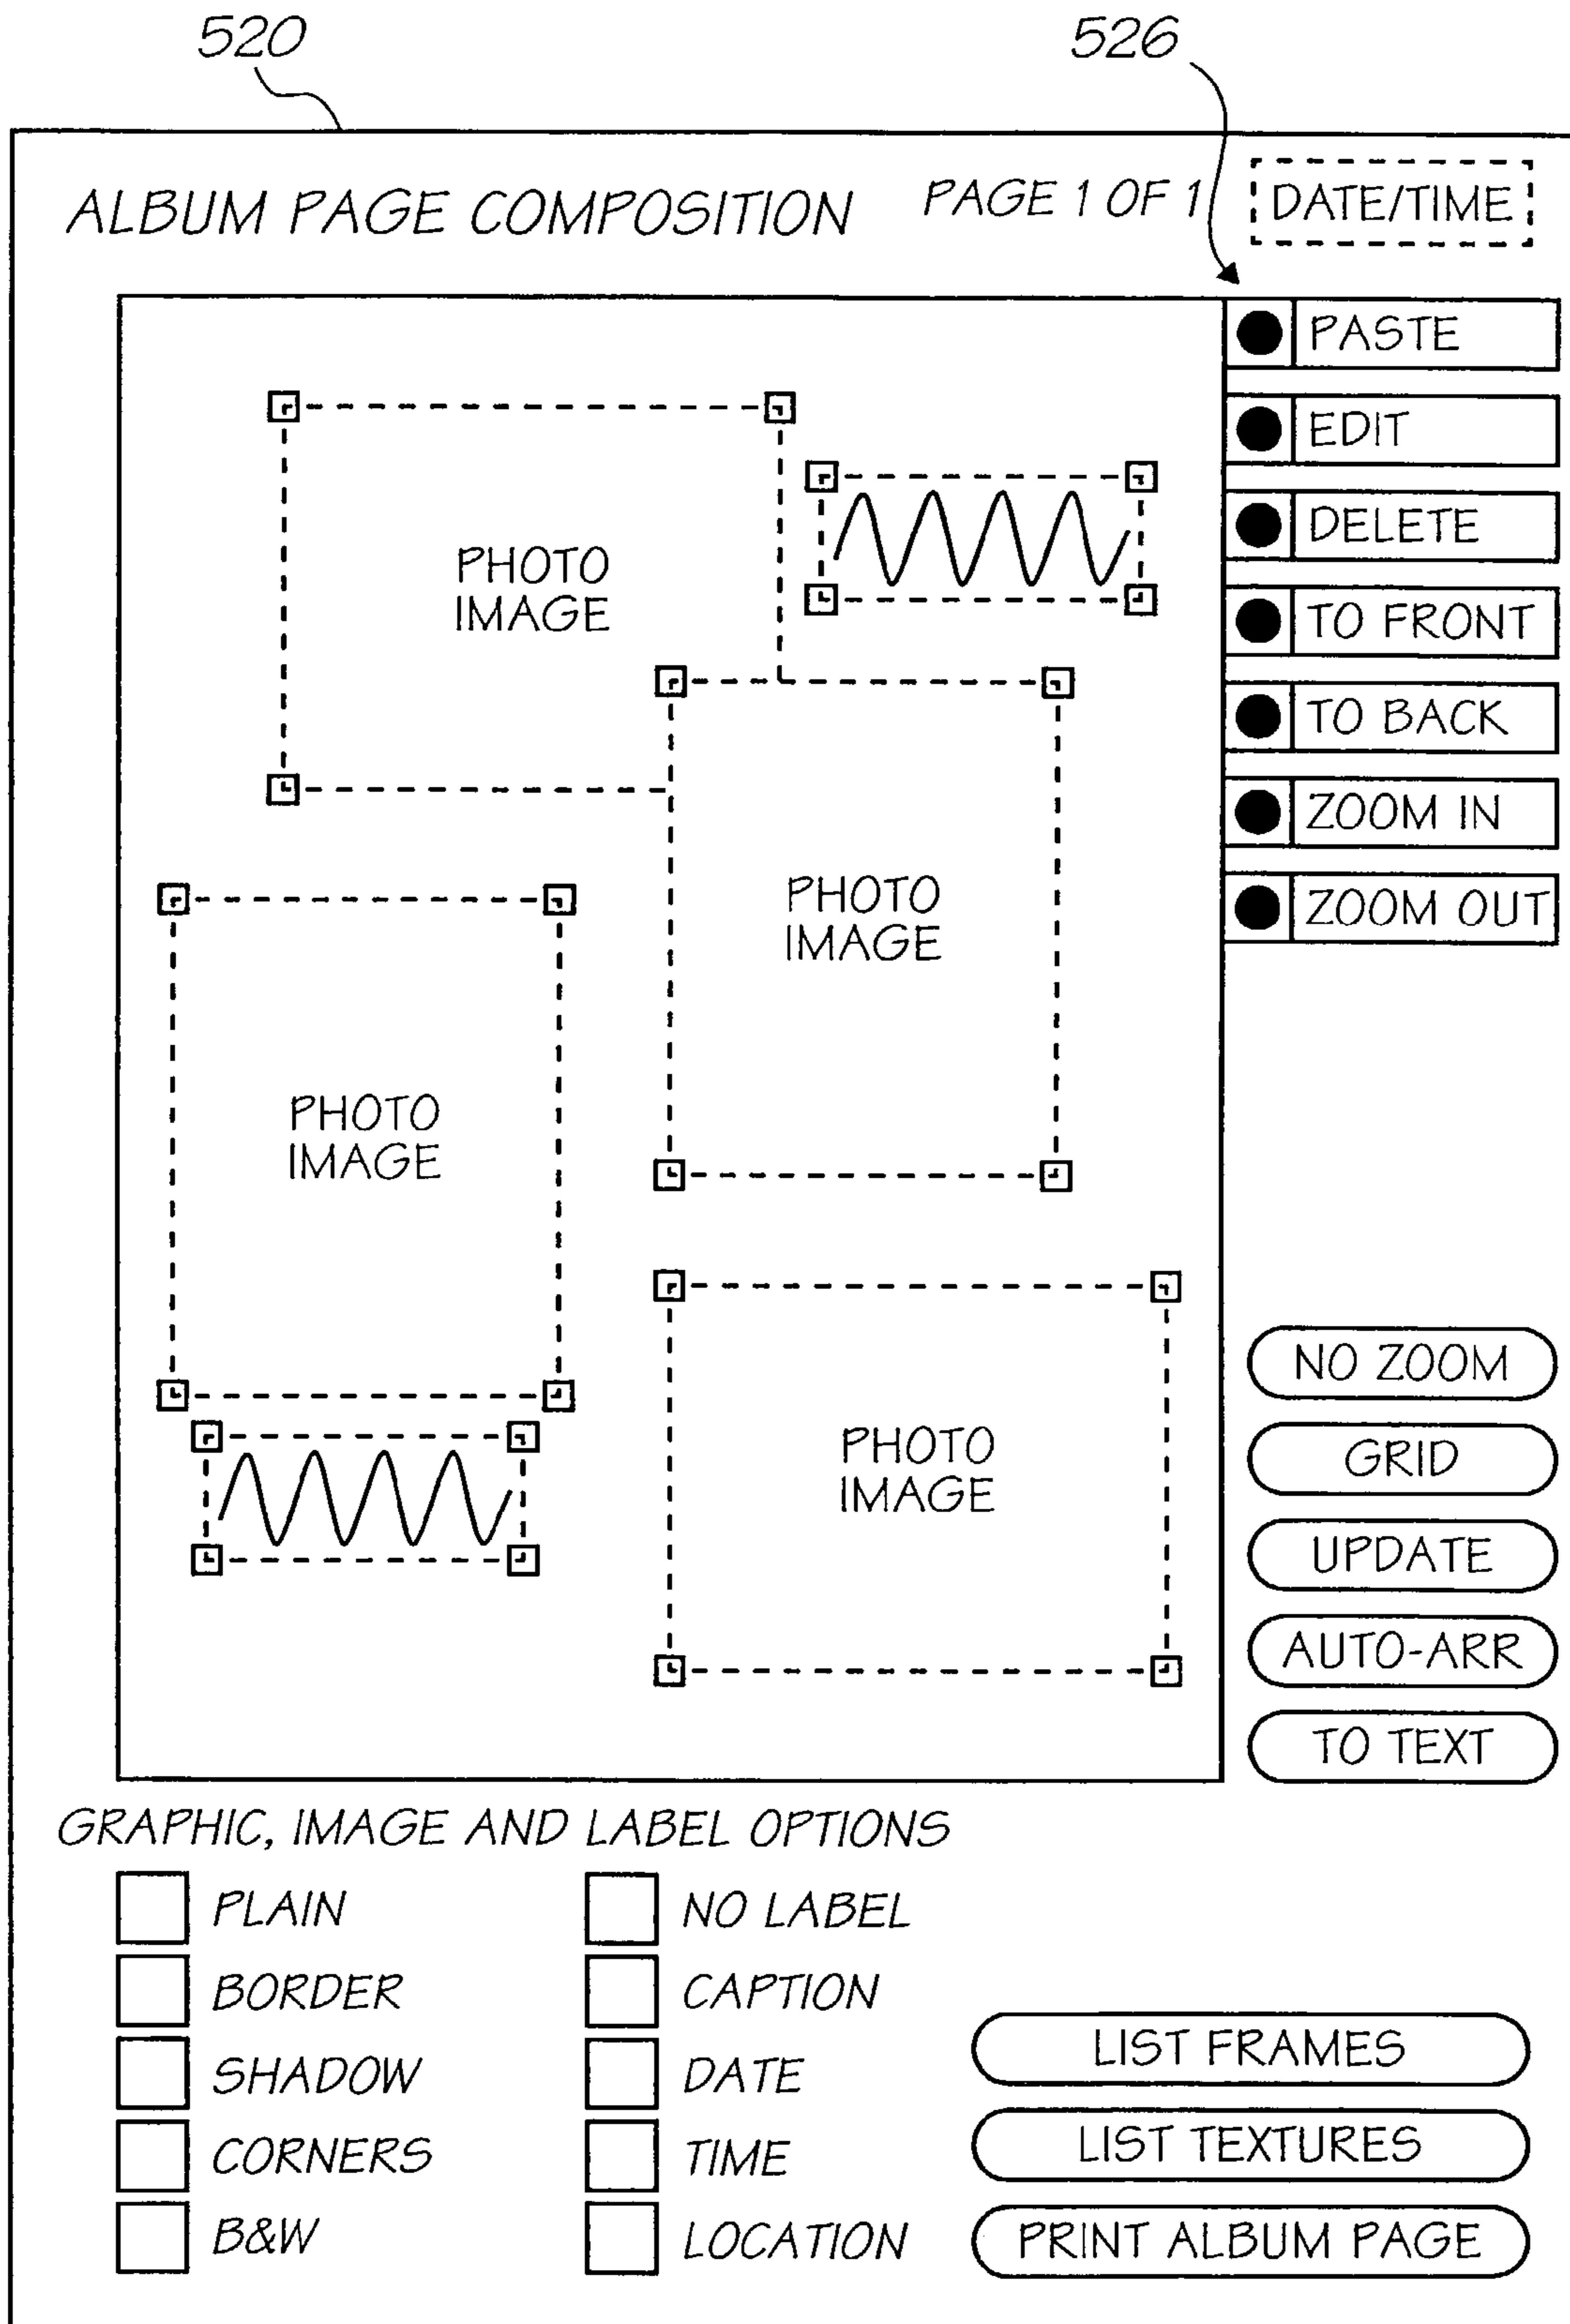 520
526
ALBUM PAGE COMPOSITION
PAGE 1 OF 1
DATE/TIME
PASTE
EDIT
DELETE
TO FRONT
TO BACK
ZOOM IN
ZOOM OUT
PHOTO
IMAGE
PHOTO
IMAGE
PHOTO
IMAGE
PHOTO
IMAGE
NO ZOOM
GRID
UPDATE
AUTO-ARR
TO TEXT
GRAPHIC, IMAGE AND LABEL OPTIONS
PLAIN
BORDER
SHADOW
CORNERS
B&W
NO LABEL
CAPTION
DATE
TIME
LOCATION
LIST FRAMES
LIST TEXTURES
PRINT ALBUM PAGE